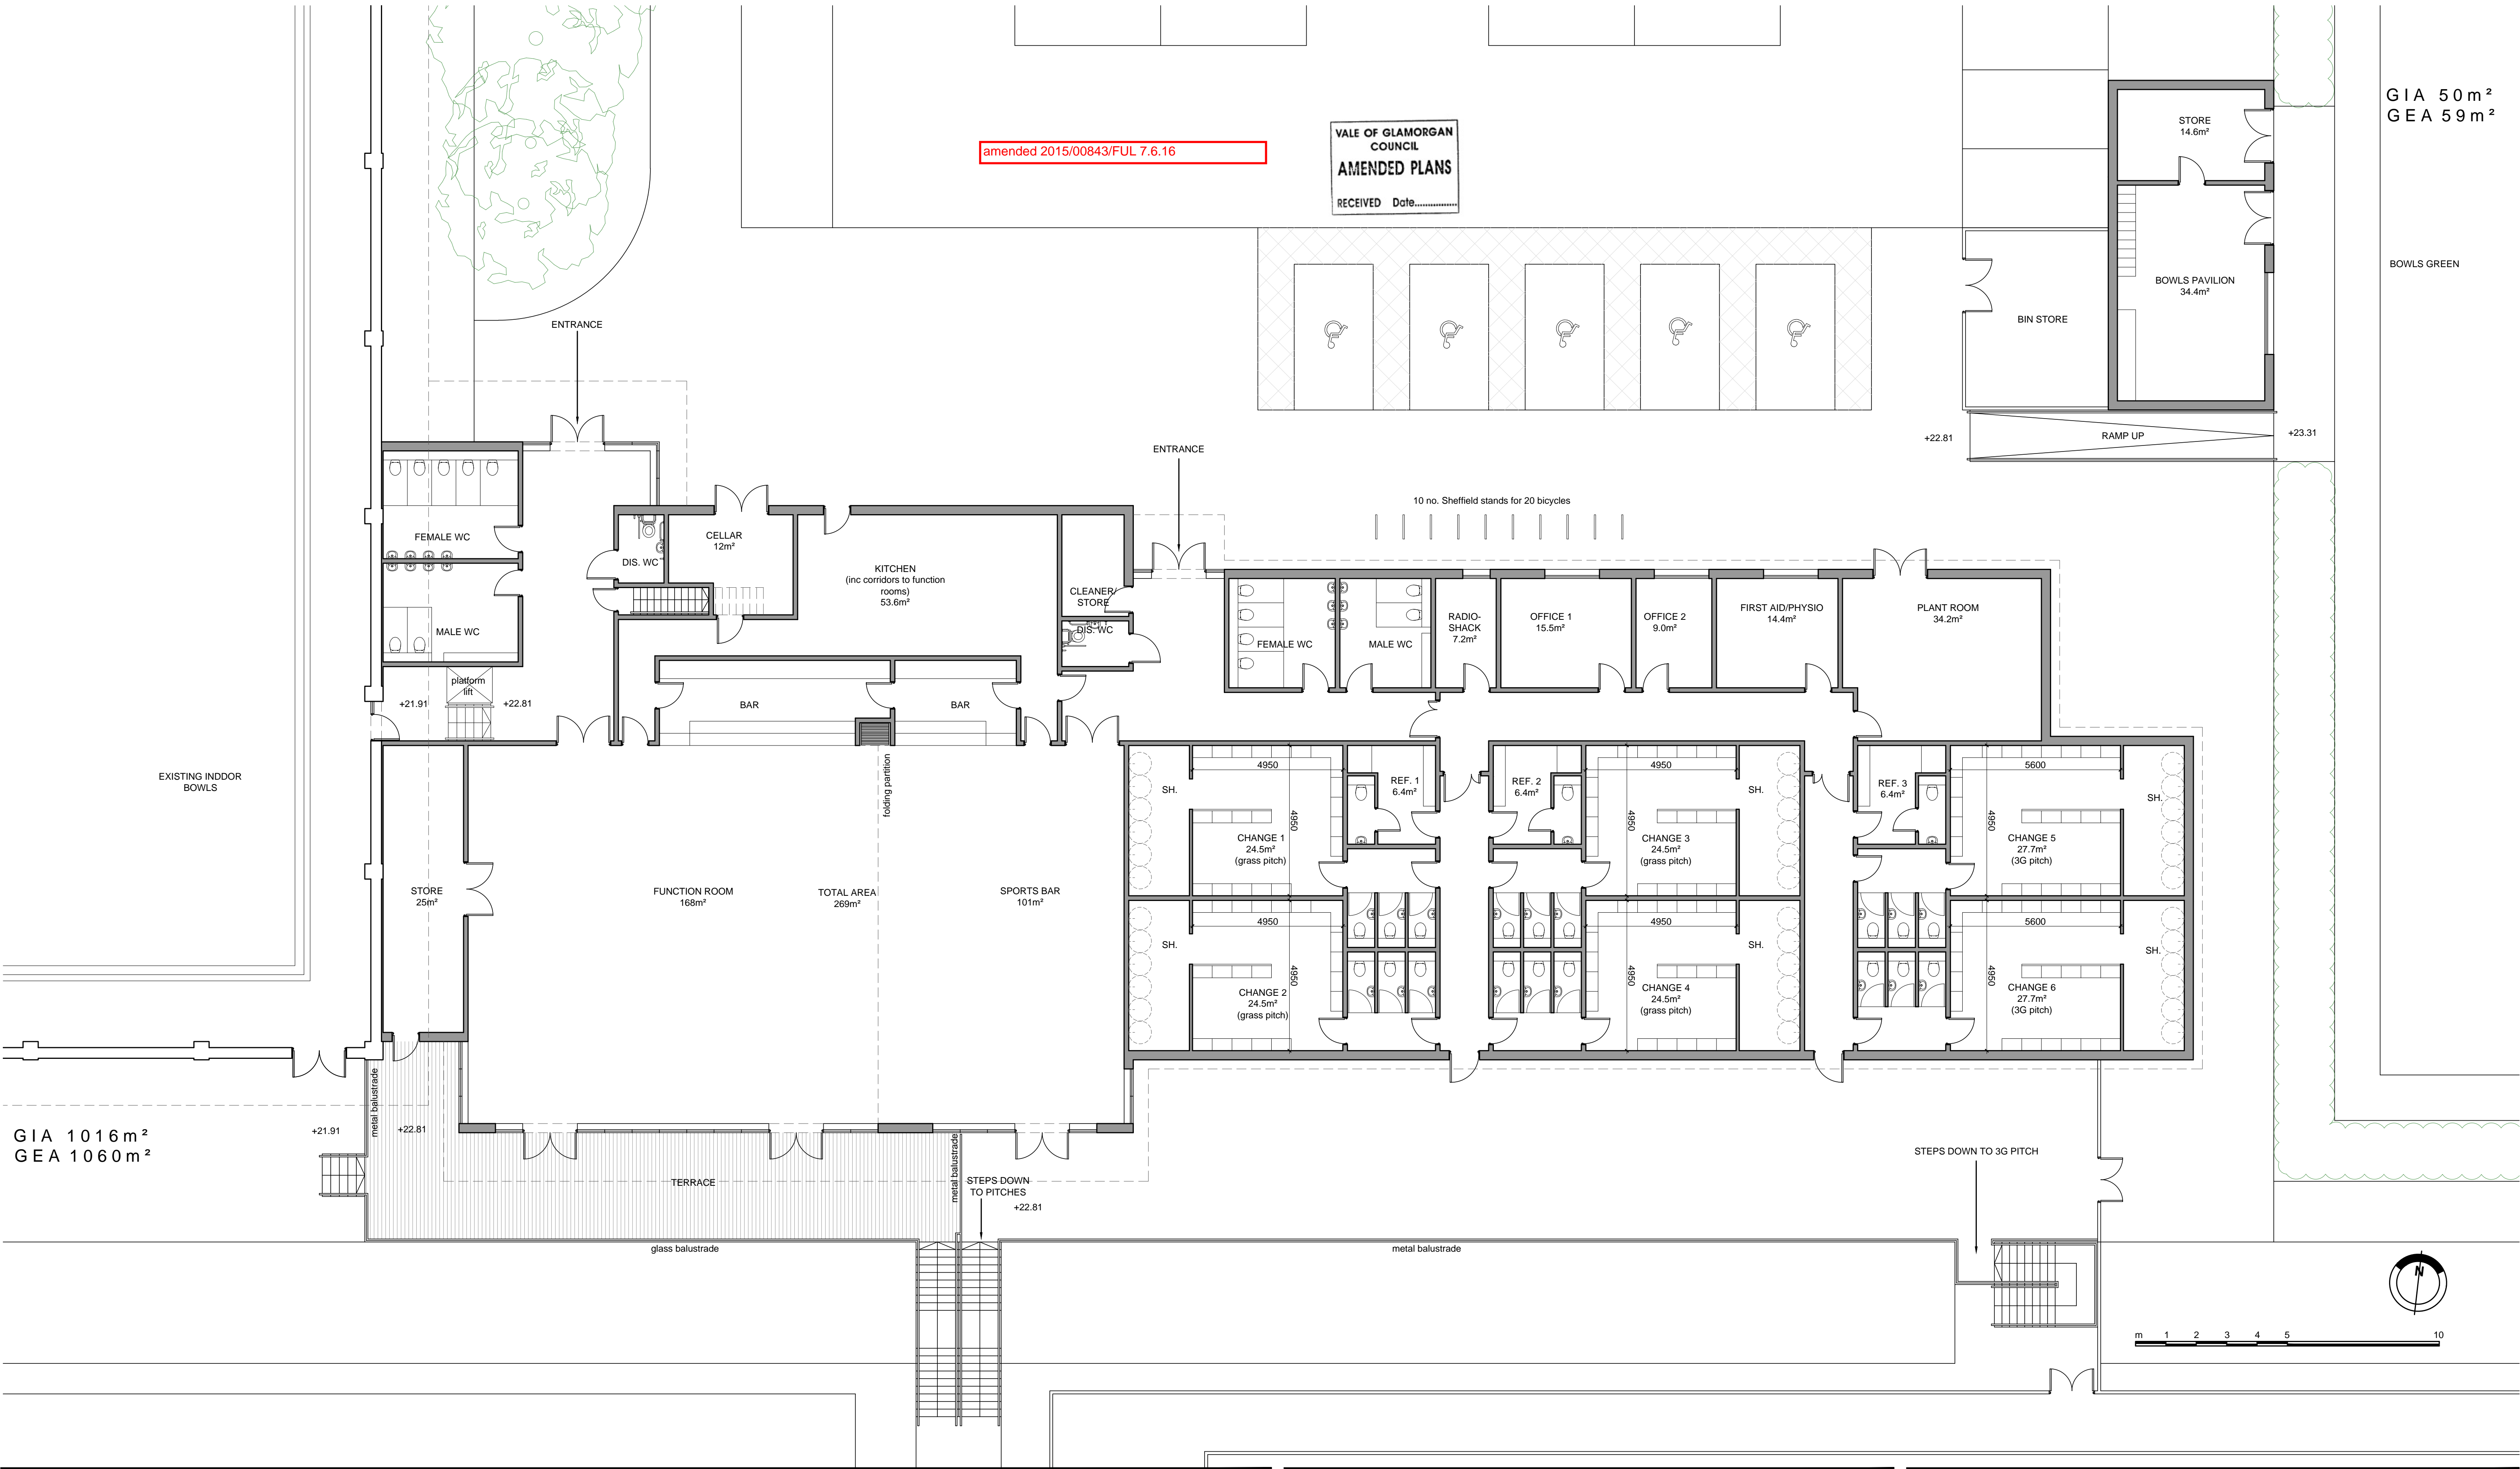 GIA 50m²
GEA 59m²
STORE
14.6m²
amended 2015/00843/FUL 7.6.16
VALE OF GLAMORGAN
COUNCIL
AMENDED PLANS
RECEIVED Date................
BOWLS GREEN
BOWLS PAVILION
34.4m²
BIN STORE
ENTRANCE
+22.81
RAMP UP
+23.31
ENTRANCE
10 no. Sheffield stands for 20 bicycles
FEMALE WC
DIS. WC
CELLAR
12m²
KITCHEN
(inc corridors to function
rooms)
53.6m²
CLEANER/
STORE
DIS. WC
MALE WC
FEMALE WC
MALE WC
RADIO-
SHACK
7.2m²
OFFICE 1
15.5m²
OFFICE 2
9.0m²
FIRST AID/PHYSIO
14.4m²
PLANT ROOM
34.2m²
platform
lift
+21.91
+22.81
BAR
BAR
EXISTING INDDOR
BOWLS
folding partition
SH.
4950
4950
REF. 1
6.4m²
REF. 2
6.4m²
4950
4950
SH.
REF. 3
6.4m²
5600
4950
SH.
CHANGE 1
24.5m²
(grass pitch)
CHANGE 3
24.5m²
(grass pitch)
CHANGE 5
27.7m²
(3G pitch)
STORE
25m²
FUNCTION ROOM
168m²
TOTAL AREA
269m²
SPORTS BAR
101m²
SH.
4950
4950
4950
4950
SH.
5600
4950
SH.
CHANGE 2
24.5m²
(grass pitch)
CHANGE 4
24.5m²
(grass pitch)
CHANGE 6
27.7m²
(3G pitch)
metal balustrade
GIA 1016m²
GEA 1060m²
+21.91
+22.81
TERRACE
metal balustrade
STEPS DOWN
TO PITCHES
+22.81
STEPS DOWN TO 3G PITCH
glass balustrade
metal balustrade
N
m 1 2 3 4 5 10